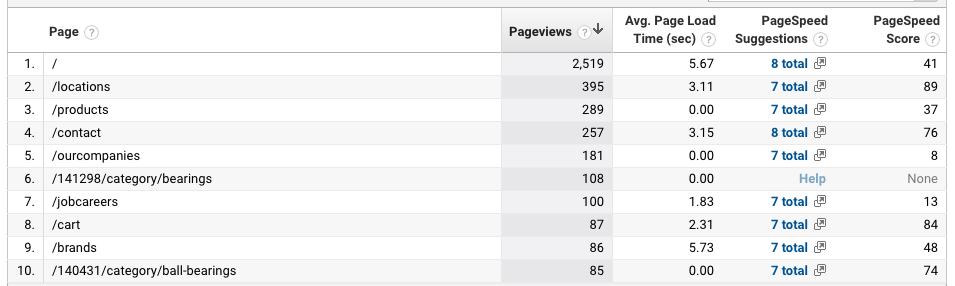 Page Pageviews Avg. Page Load Time (sec) PageSpeed Suggestions PageSpeed Score
1. / 2,519 5.67 8 total 41
2. /locations 395 3.11 7 total 89
3. /products 289 0.00 7 total 37
4. /contact 257 3.15 8 total 76
5. /ourcompanies 181 0.00 7 total 8
6. /141298/category/bearings 108 0.00 Help None
7. /jobcareers 100 1.83 7 total 13
8. /cart 87 2.31 7 total 84
9. /brands 86 5.73 7 total 48
10. /140431/category/ball-bearings 85 0.00 7 total 74